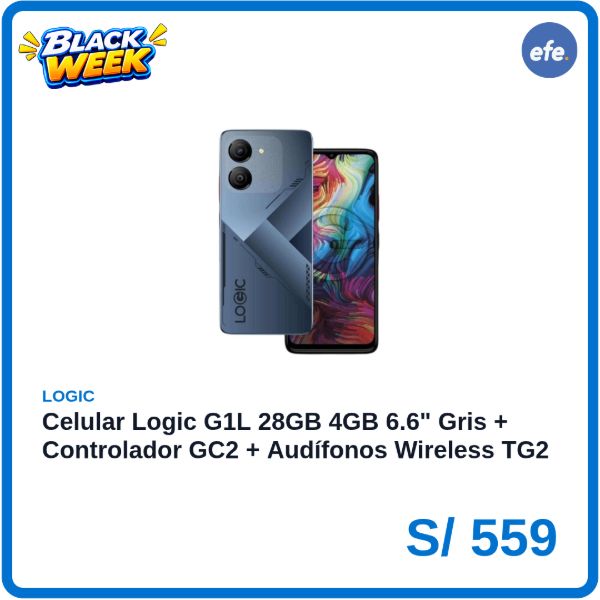 BLACK
WEEK
efe.
LOGIC
LOGIC
Celular Logic G1L 28GB 4GB 6.6" Gris +
Controlador GC2 + Audífonos Wireless TG2
S/ 559